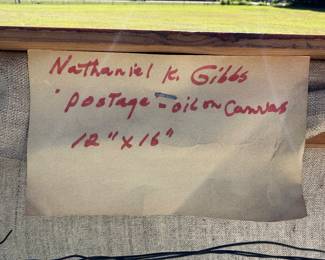 Nathaniel K. Gibbs
"Postage - oil on Canvas
12" x 16"